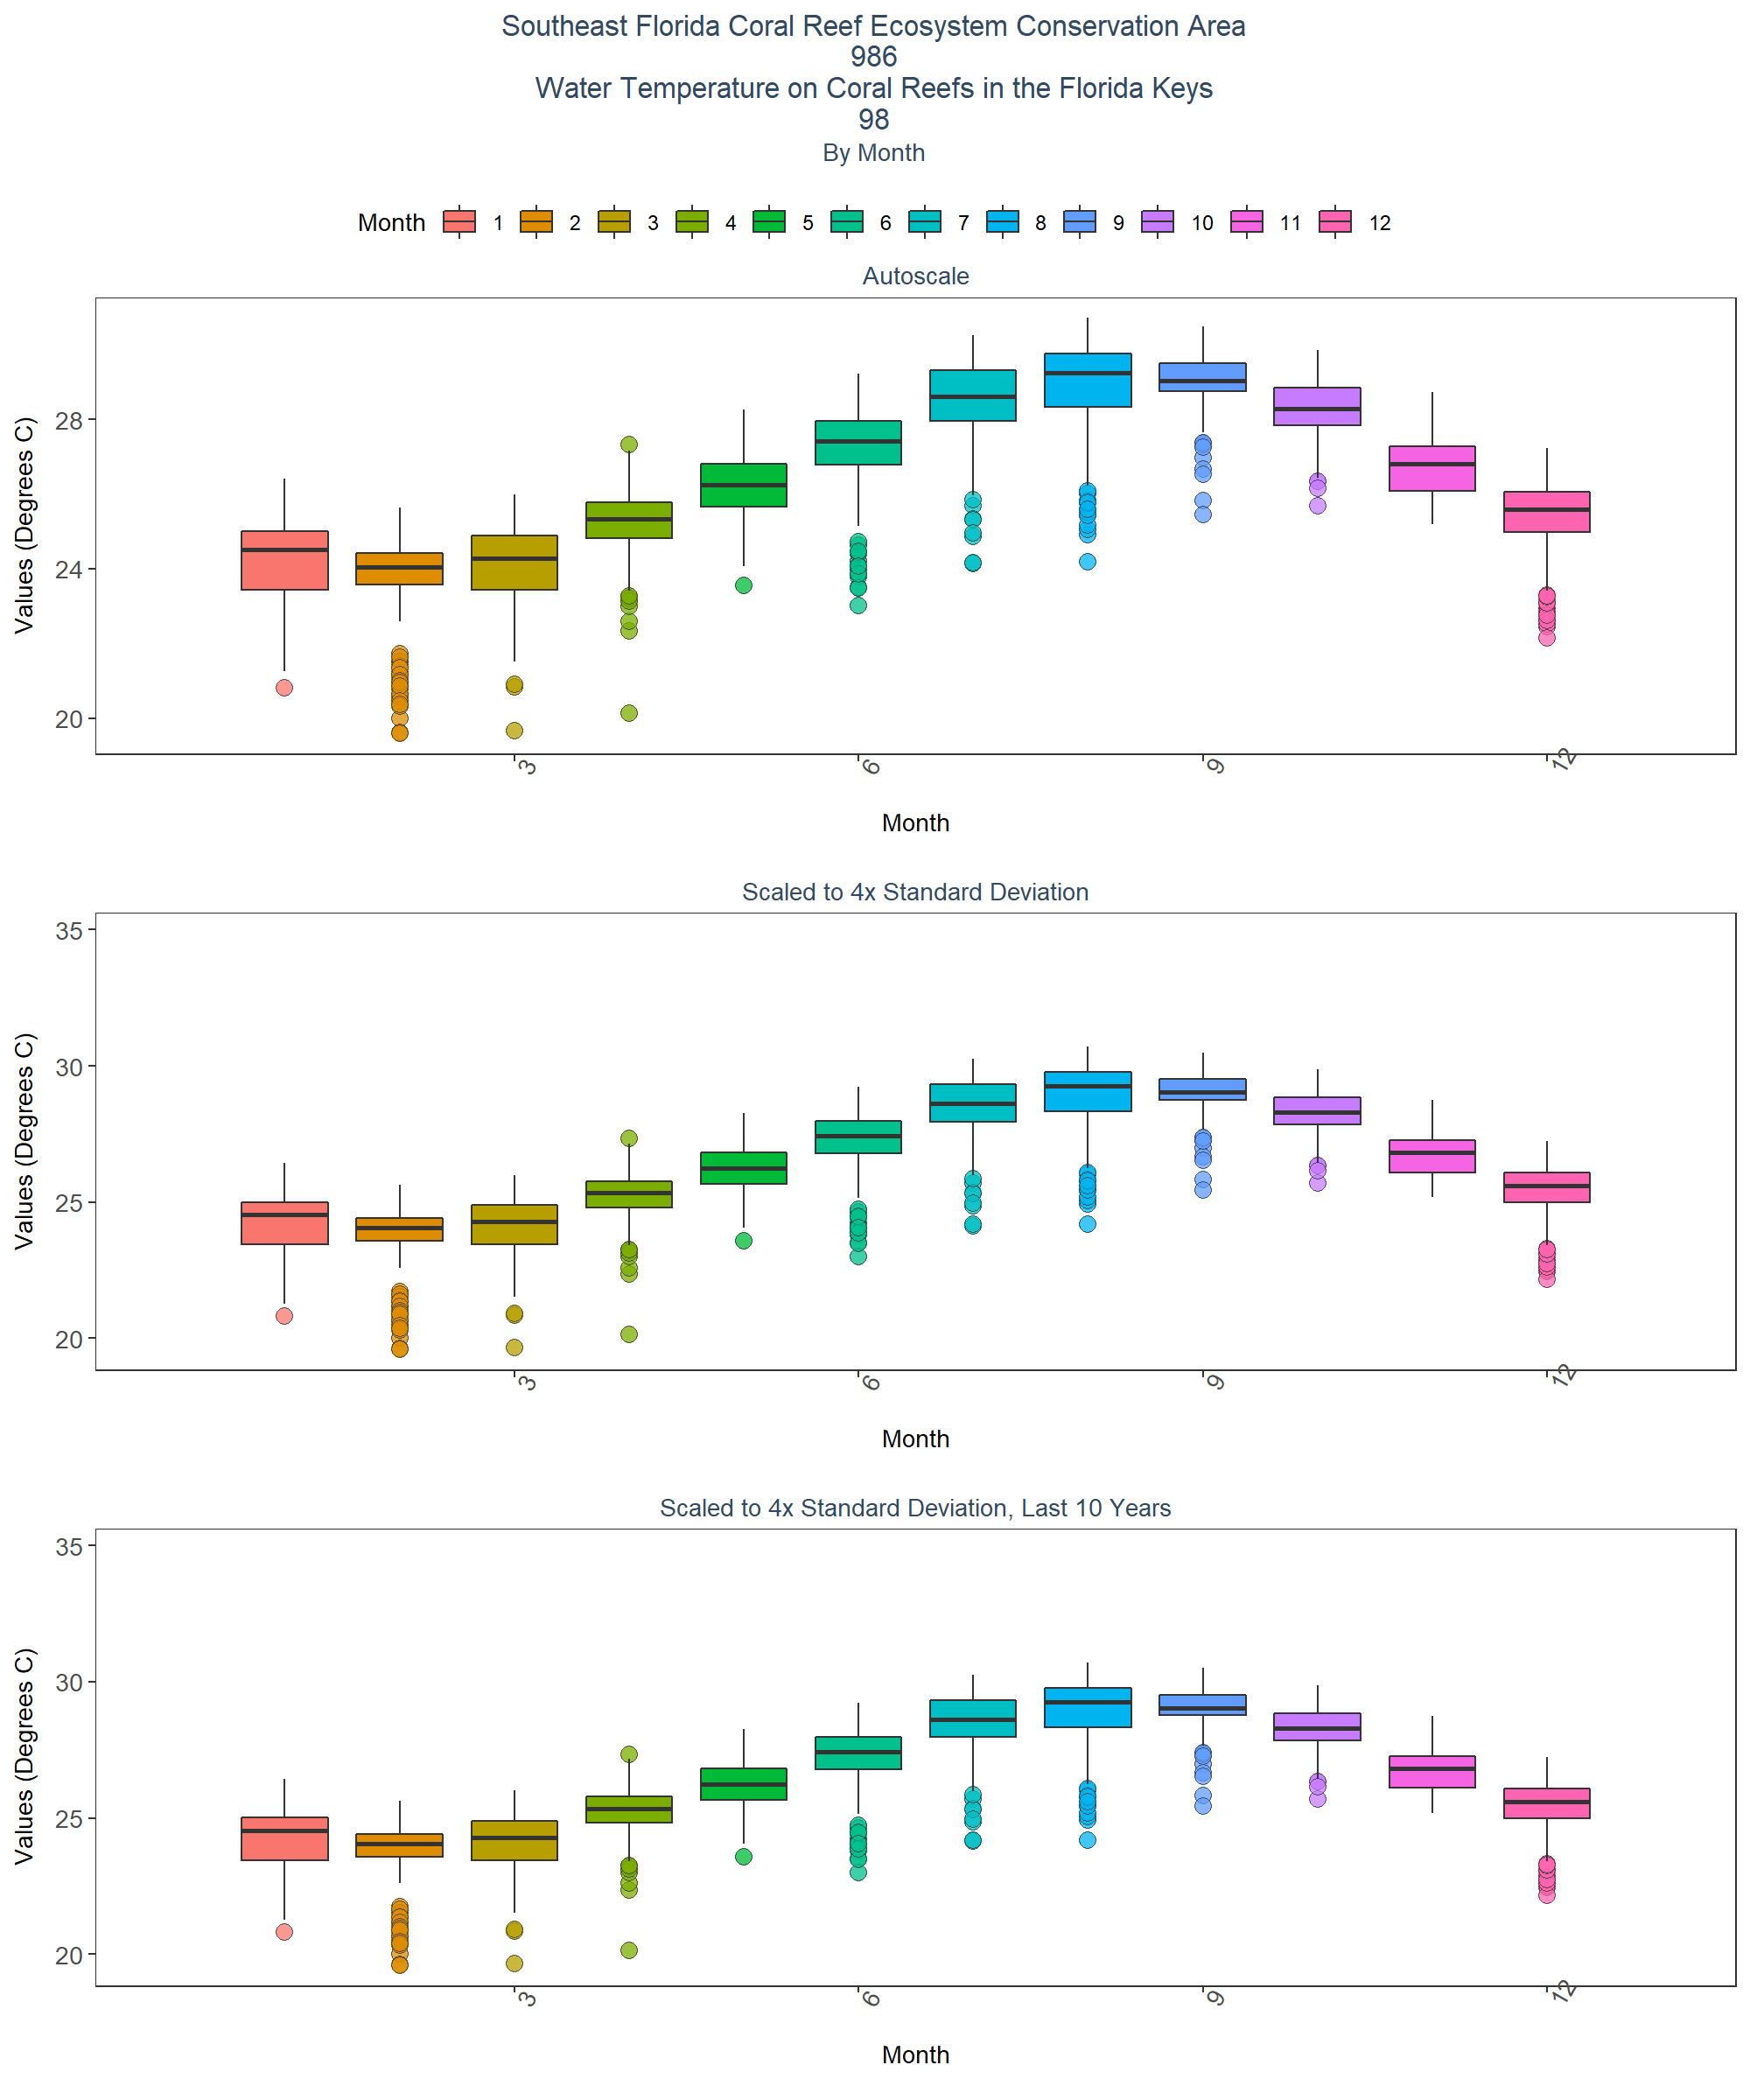 Southeast Florida Coral Reef Ecosystem Conservation Area
986
Water Temperature on Coral Reefs in the Florida Keys
98
By Month
Month 1 2 3 4 5 6 7 8 9 10 11 12
Autoscale
Values (Degrees C)
28
24
20
3 6 9 12
Month
Scaled to 4x Standard Deviation
Values (Degrees C)
35
30
25
20
3 6 9 12
Month
Scaled to 4x Standard Deviation, Last 10 Years
Values (Degrees C)
35
30
25
20
3 6 9 12
Month